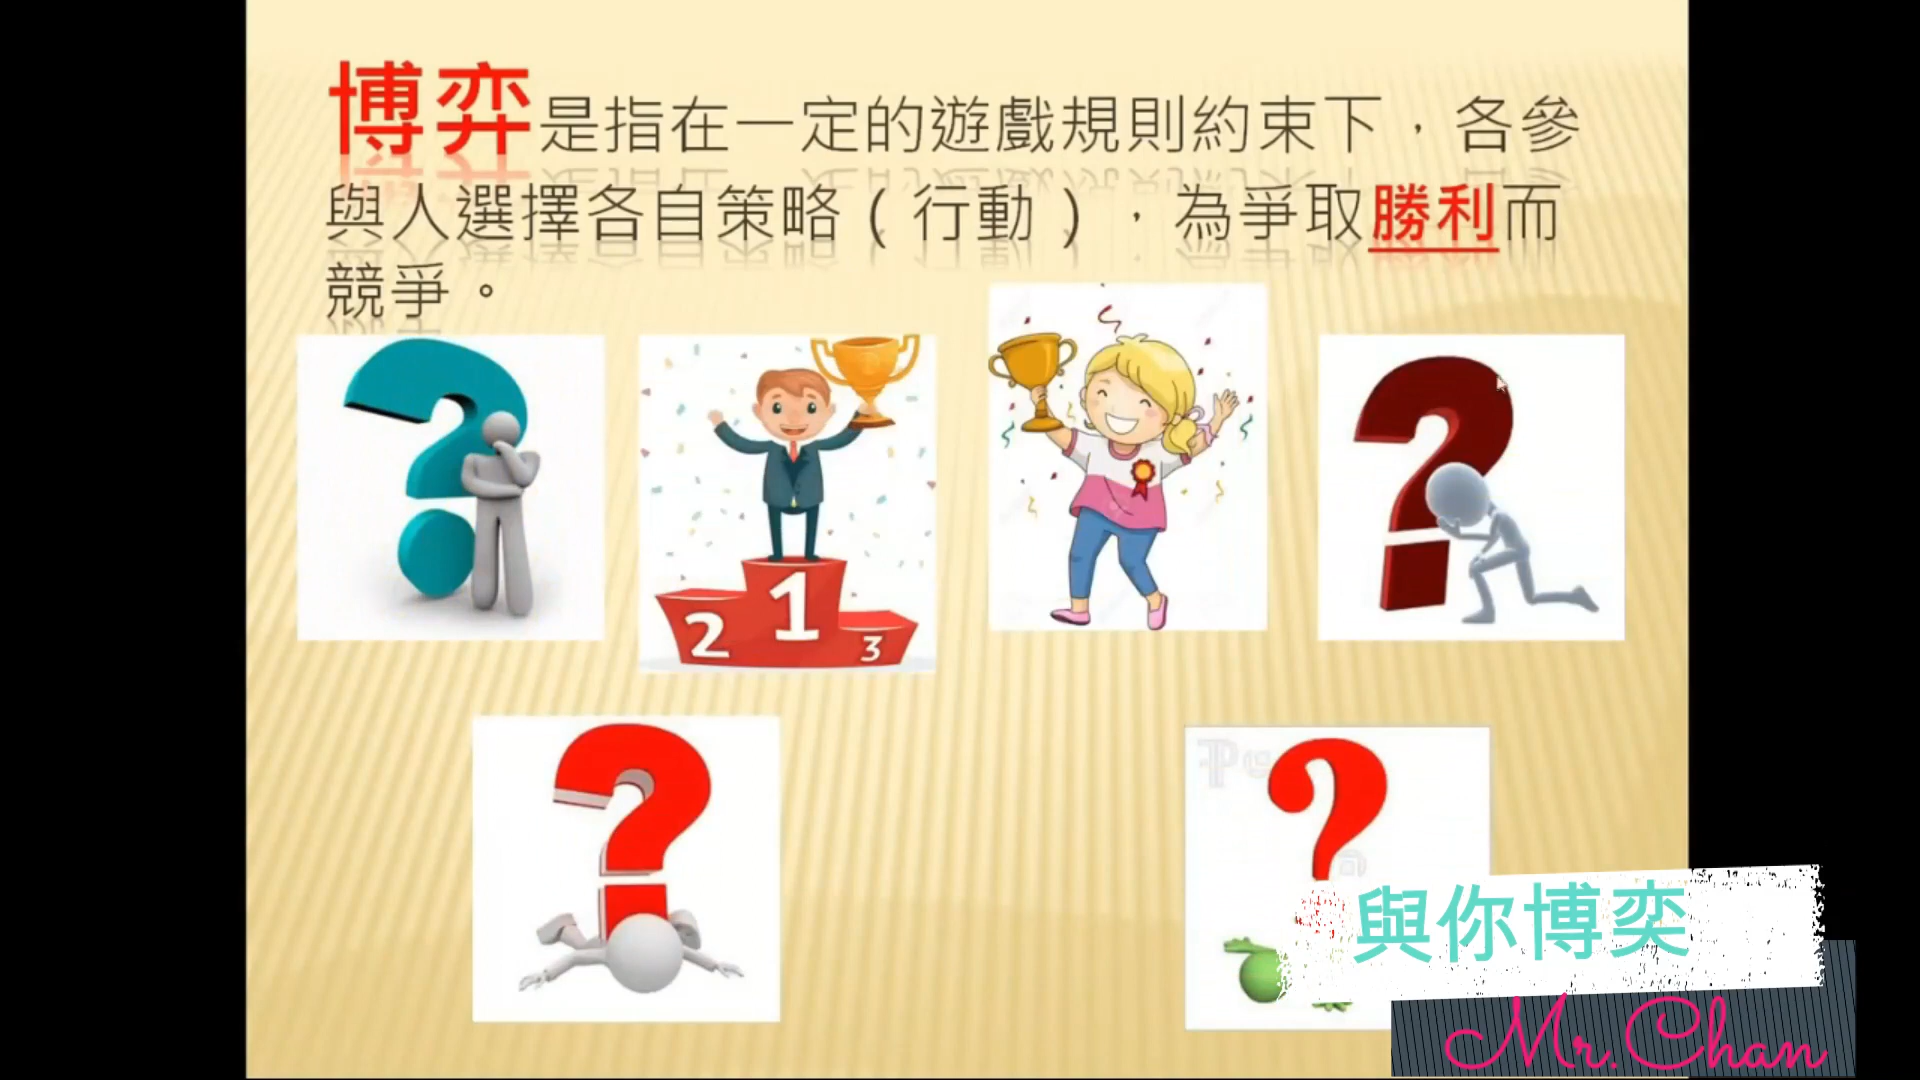 博弈是指在一定的遊戲規則約束下，各參
與人選擇各自策略（行動），為爭取勝利而
競爭。
1
2
3
與你博奕
Mr. Chan